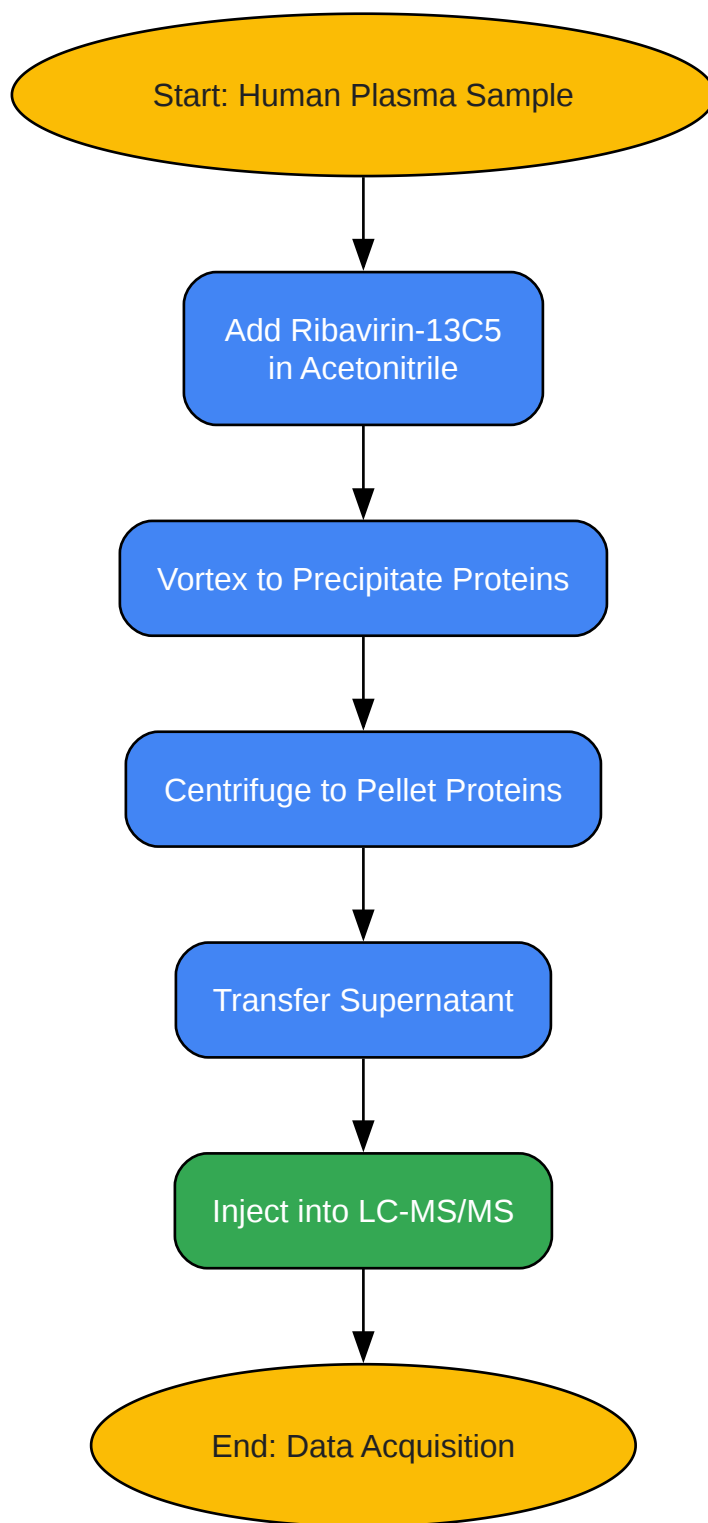 Start: Human Plasma Sample
Add Ribavirin-13C5
in Acetonitrile
Vortex to Precipitate Proteins
Centrifuge to Pellet Proteins
Transfer Supernatant
Inject into LC-MS/MS
End: Data Acquisition